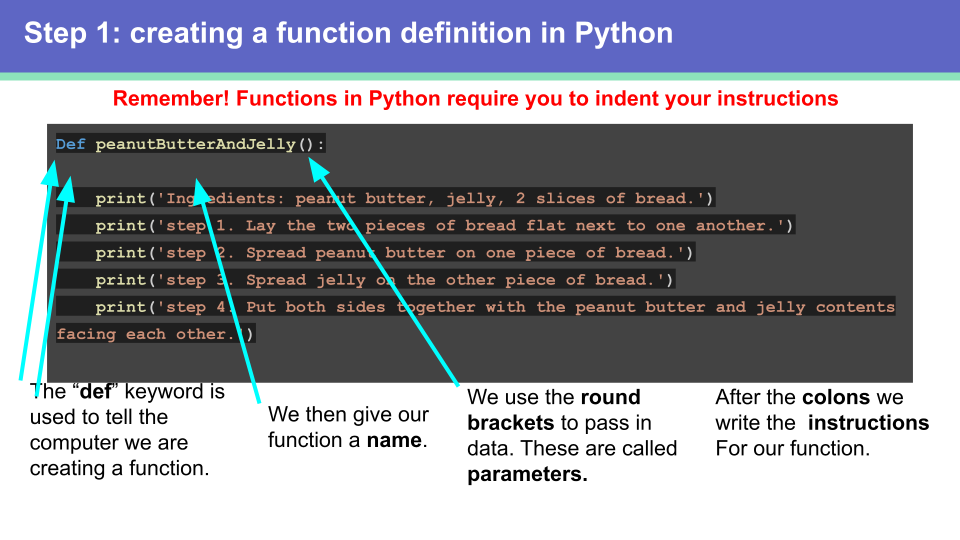 Step 1: creating a function definition in Python
Remember! Functions in Python require you to indent your instructions
Def peanutButterAndJelly():
print('Ingredients: peanut butter, jelly, 2 slices of bread.')
print('step 1. Lay the two pieces of bread flat next to one another.')
print('step 2. Spread peanut butter on one piece of bread.')
print('step 3. Spread jelly on the other piece of bread.')
print('step 4. Put both sides together with the peanut butter and jelly contents
facing each other.')
The “def” keyword is
used to tell the
computer we are
creating a function.
We then give our
function a name.
We use the round
brackets to pass in
data. These are called
parameters.
After the colons we
write the instructions
For our function.